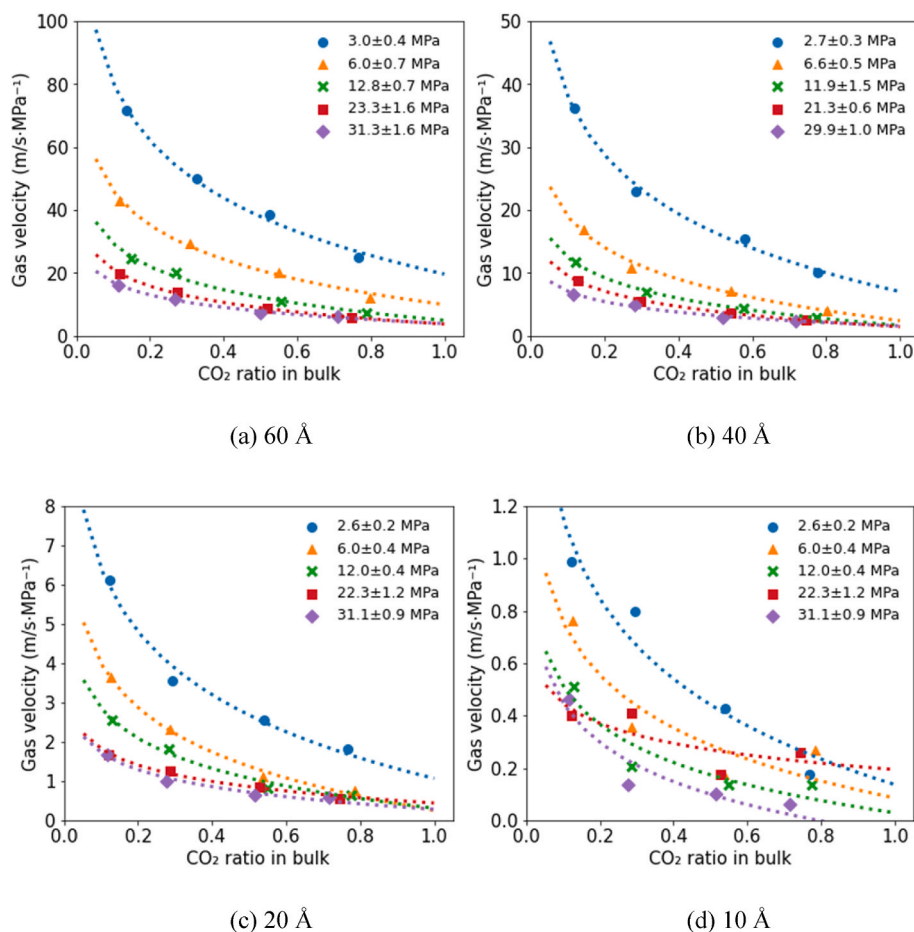 100
80
60
40
20
0
0.0 0.2 0.4 0.6 0.8 1.0
Gas velocity (m/s·MPa⁻¹)
CO₂ ratio in bulk
3.0±0.4 MPa
6.0±0.7 MPa
12.8±0.7 MPa
23.3±1.6 MPa
31.3±1.6 MPa
(a) 60 Å
50
40
30
20
10
0
0.0 0.2 0.4 0.6 0.8 1.0
Gas velocity (m/s·MPa⁻¹)
CO₂ ratio in bulk
2.7±0.3 MPa
6.6±0.5 MPa
11.9±1.5 MPa
21.3±0.6 MPa
29.9±1.0 MPa
(b) 40 Å
8
7
6
5
4
3
2
1
0
0.0 0.2 0.4 0.6 0.8 1.0
Gas velocity (m/s·MPa⁻¹)
CO₂ ratio in bulk
2.6±0.2 MPa
6.0±0.4 MPa
12.0±0.4 MPa
22.3±1.2 MPa
31.1±0.9 MPa
(c) 20 Å
1.2
1.0
0.8
0.6
0.4
0.2
0.0
0.0 0.2 0.4 0.6 0.8 1.0
Gas velocity (m/s·MPa⁻¹)
CO₂ ratio in bulk
2.6±0.2 MPa
6.0±0.4 MPa
12.0±0.4 MPa
22.3±1.2 MPa
31.1±0.9 MPa
(d) 10 Å